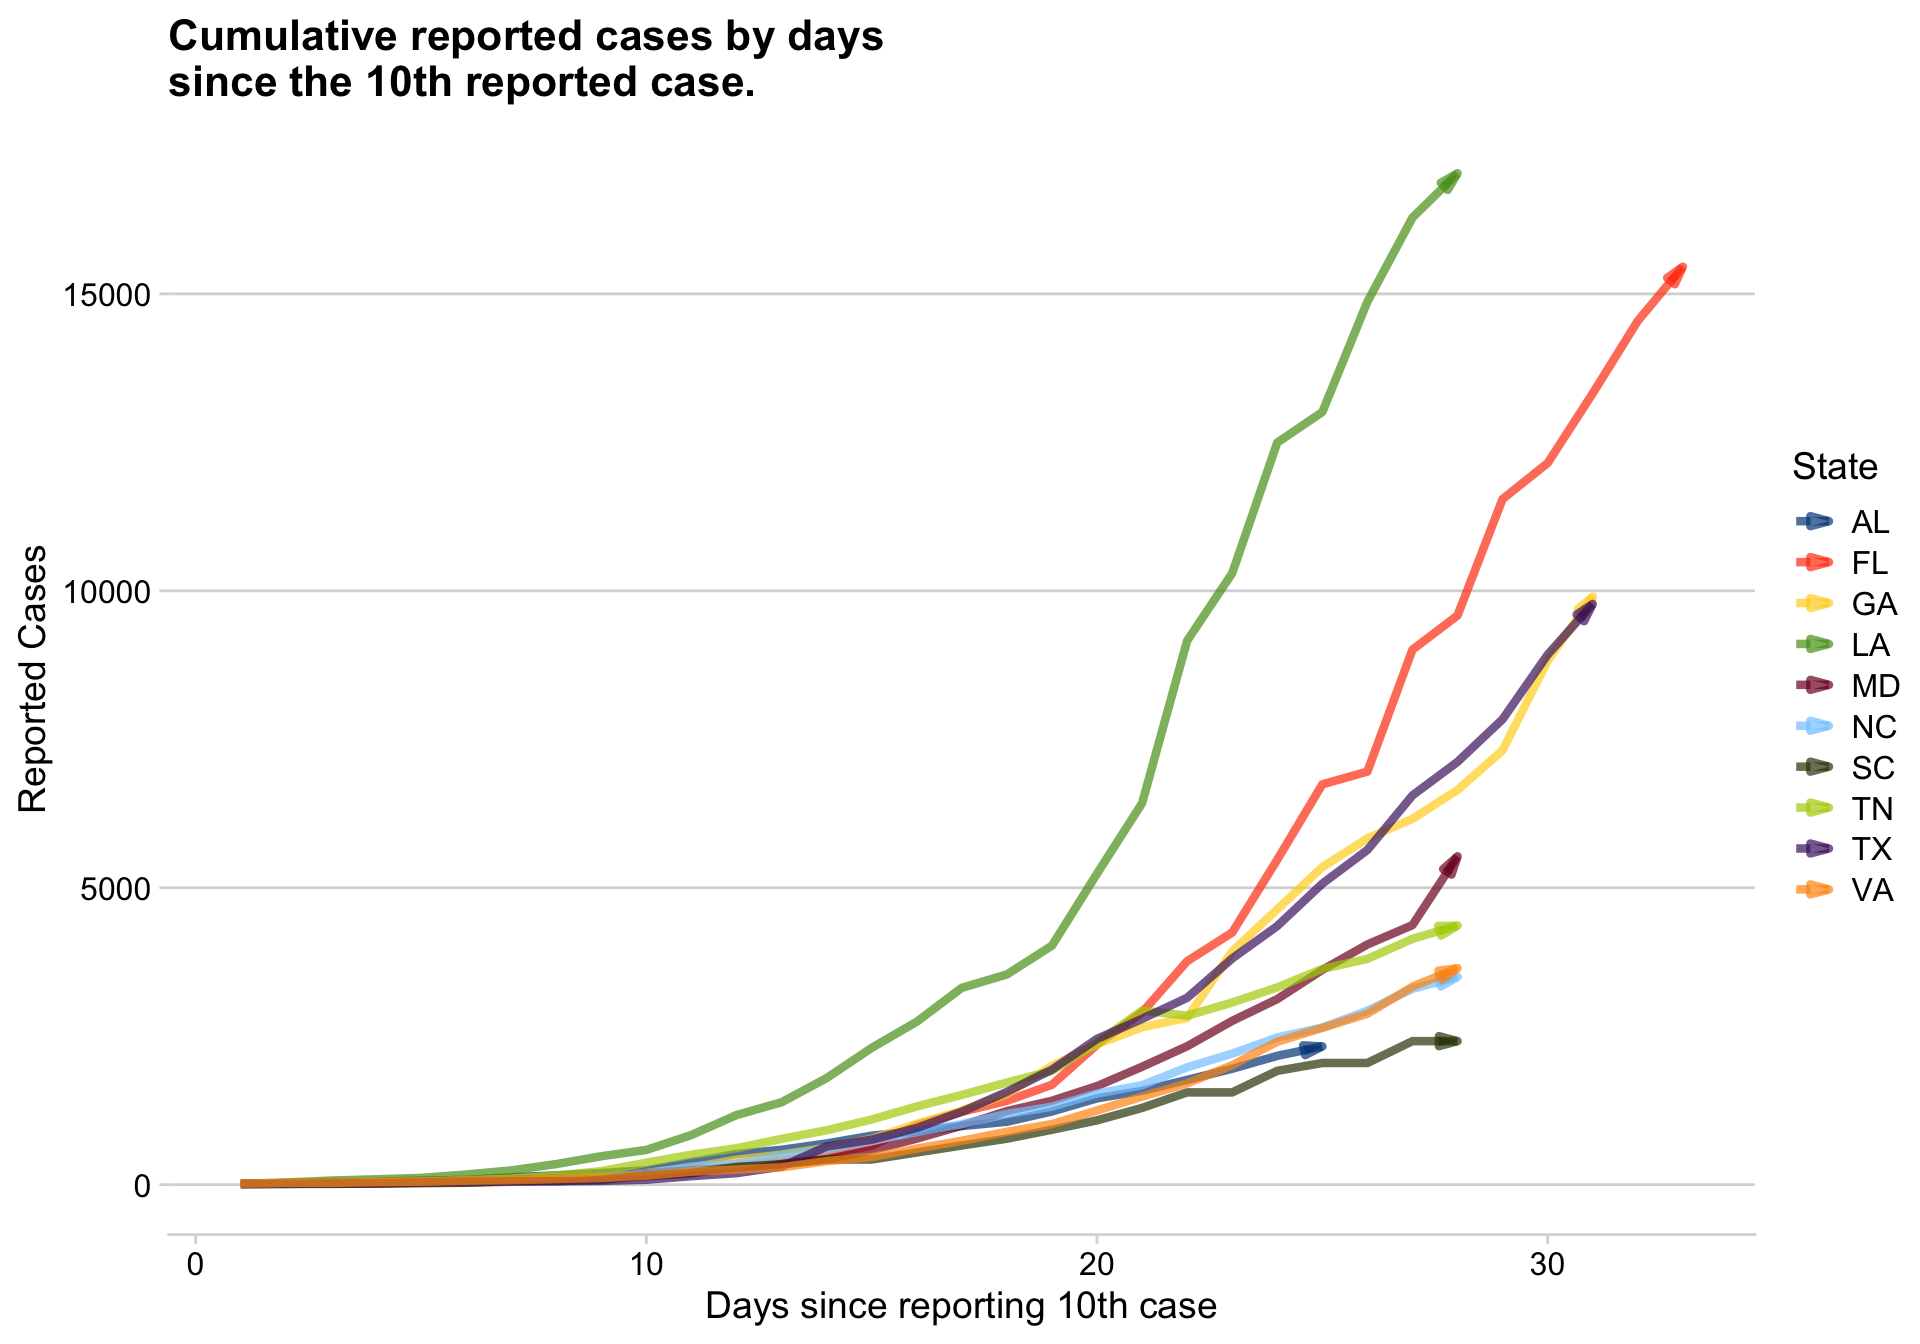 Cumulative reported cases by days
since the 10th reported case.
15000
10000
5000
0
Reported Cases
0
10
20
30
Days since reporting 10th case
State
AL
FL
GA
LA
MD
NC
SC
TN
TX
VA